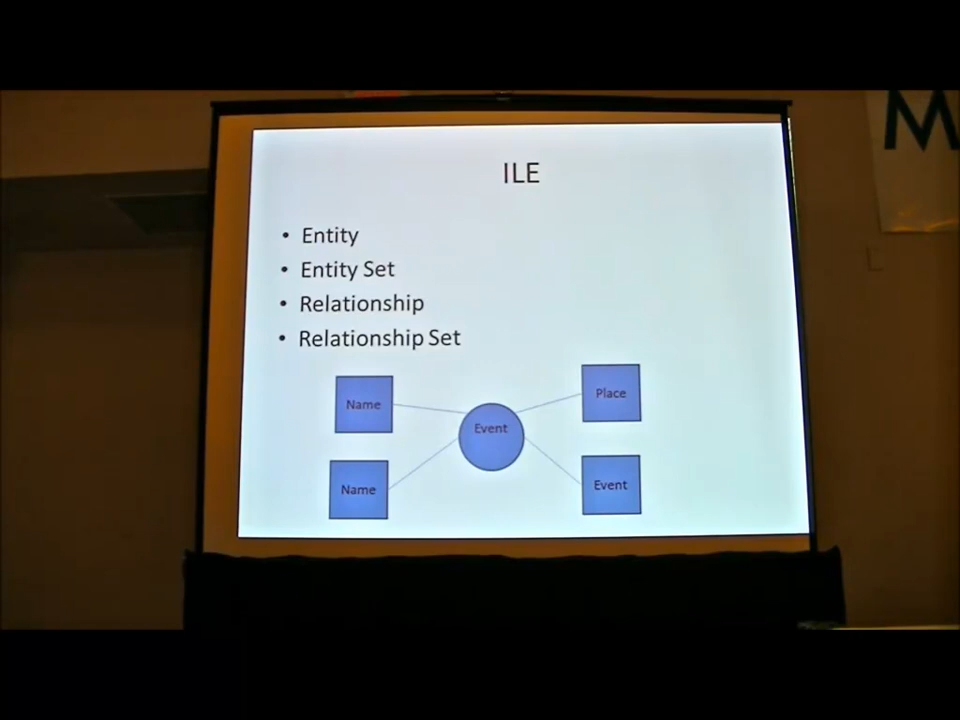 M
ILE
• Entity
• Entity Set
• Relationship
• Relationship Set
Name
Place
Event
Name
Event